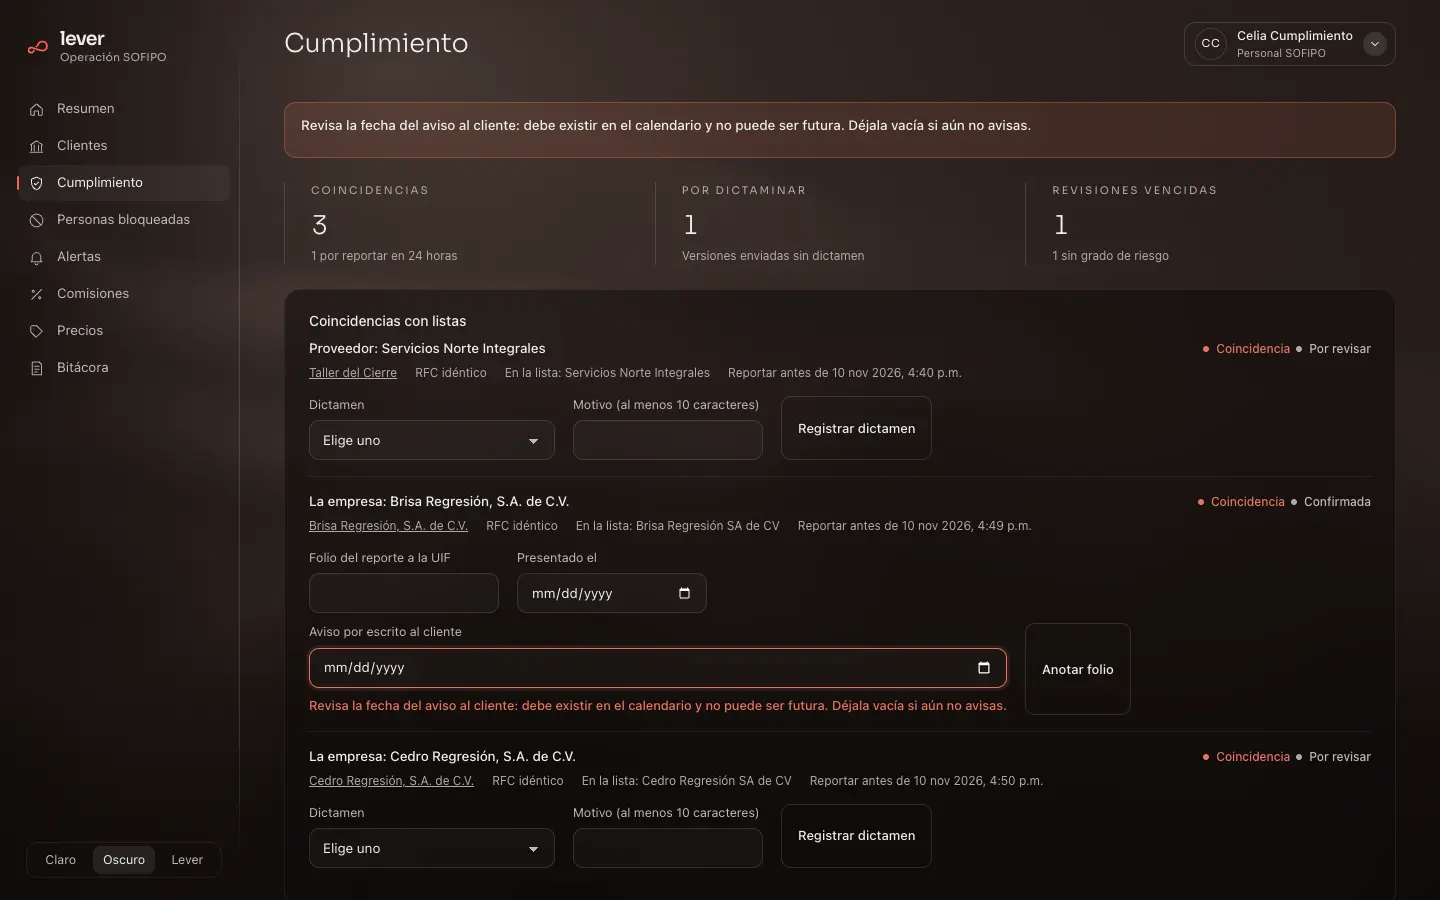 lever
Operación SOFIPO
Resumen
Clientes
Cumplimiento
Personas bloqueadas
Alertas
Comisiones
Precios
Bitácora
Claro Oscuro Lever
Cumplimiento
CC
Celia Cumplimiento
Personal SOFIPO
Revisa la fecha del aviso al cliente: debe existir en el calendario y no puede ser futura. Déjala vacía si aún no avisas.
COINCIDENCIAS
3
1 por reportar en 24 horas
POR DICTAMINAR
1
Versiones enviadas sin dictamen
REVISIONES VENCIDAS
1
1 sin grado de riesgo
Coincidencias con listas
Proveedor: Servicios Norte Integrales
Coincidencia Por revisar
Taller del Cierre RFC idéntico En la lista: Servicios Norte Integrales Reportar antes de 10 nov 2026, 4:40 p.m.
Dictamen Motivo (al menos 10 caracteres)
Elige uno Registrar dictamen
La empresa: Brisa Regresión, S.A. de C.V.
Coincidencia Confirmada
Brisa Regresión, S.A. de C.V. RFC idéntico En la lista: Brisa Regresión SA de CV Reportar antes de 10 nov 2026, 4:49 p.m.
Folio del reporte a la UIF Presentado el
mm/dd/yyyy
Aviso por escrito al cliente
mm/dd/yyyy
Anotar folio
Revisa la fecha del aviso al cliente: debe existir en el calendario y no puede ser futura. Déjala vacía si aún no avisas.
La empresa: Cedro Regresión, S.A. de C.V.
Coincidencia Por revisar
Cedro Regresión, S.A. de C.V. RFC idéntico En la lista: Cedro Regresión SA de CV Reportar antes de 10 nov 2026, 4:50 p.m.
Dictamen Motivo (al menos 10 caracteres)
Elige uno Registrar dictamen